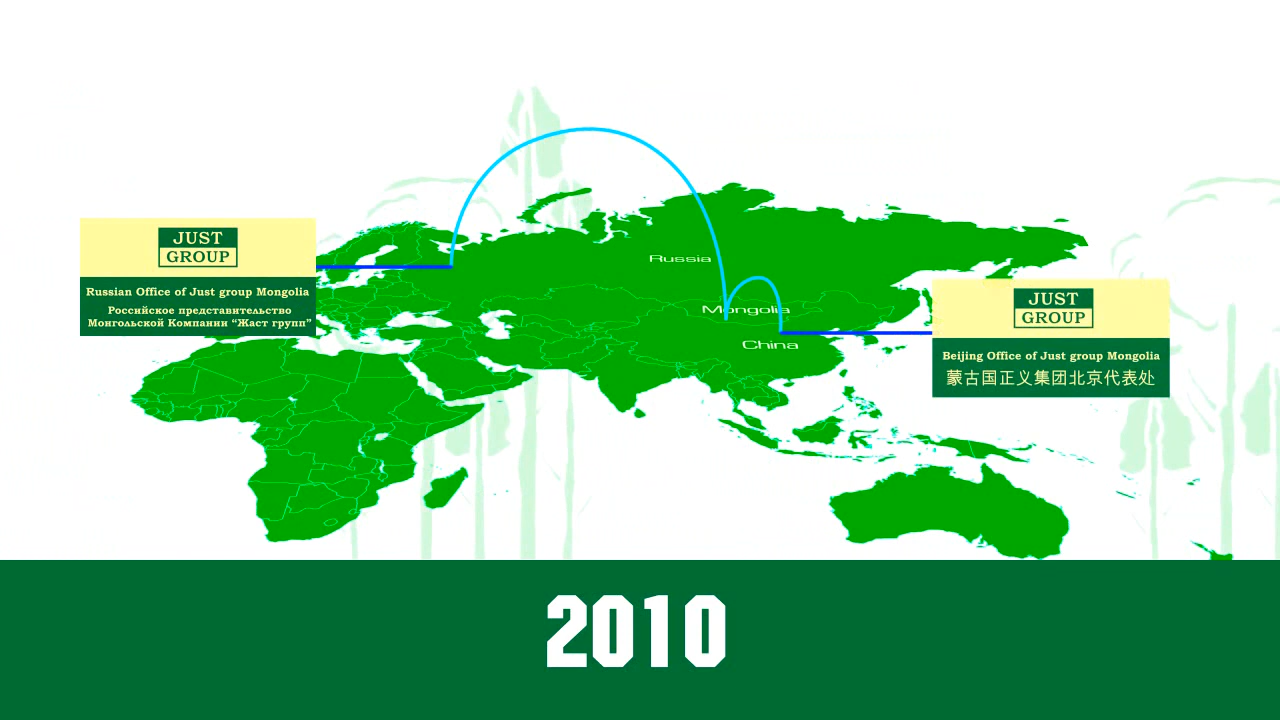 JUST
GROUP
Russian Office of Just group Mongolia
Российское представительство
Монгольской Компании “Жаст групп”
Russia
Mongolia
China
JUST
GROUP
Beijing Office of Just group Mongolia
蒙古国正义集团北京代表处
2010